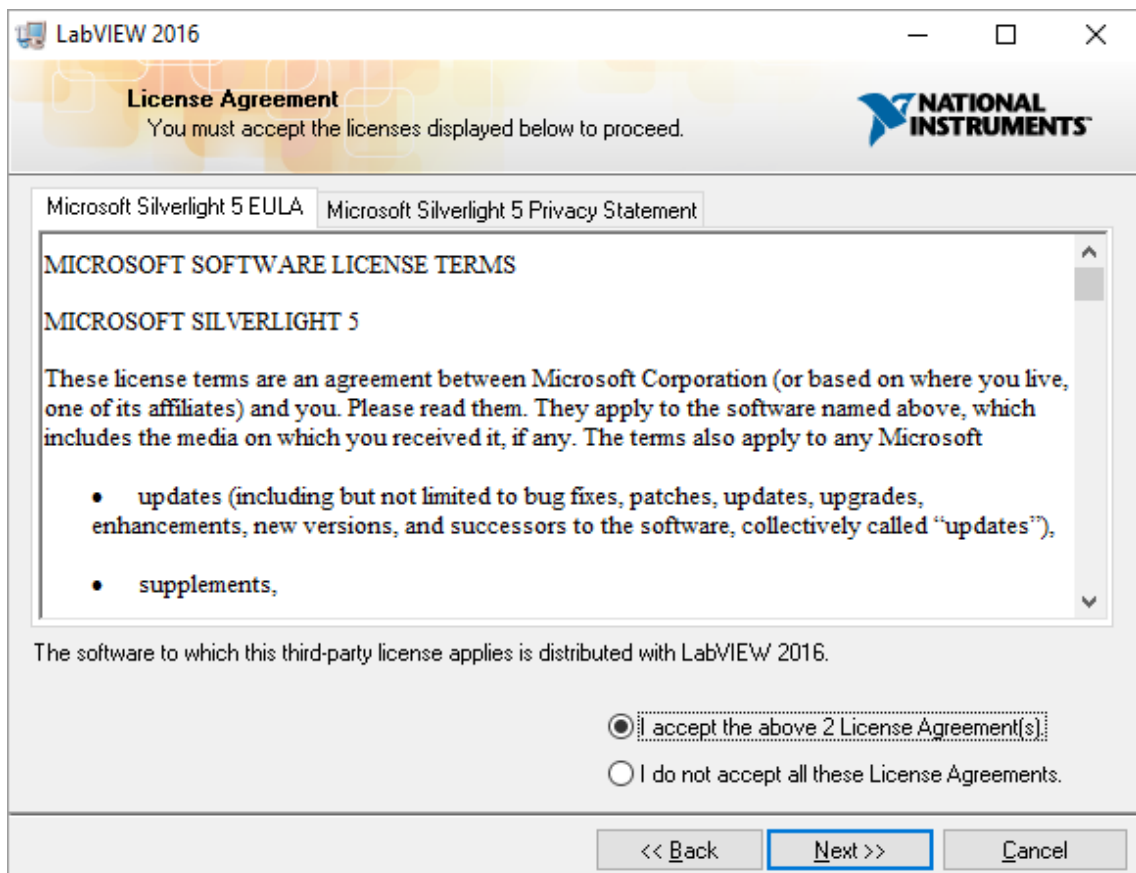 LabVIEW 2016
License Agreement
You must accept the licenses displayed below to proceed.
NATIONAL
INSTRUMENTS™
Microsoft Silverlight 5 EULA
Microsoft Silverlight 5 Privacy Statement
MICROSOFT SOFTWARE LICENSE TERMS
MICROSOFT SILVERLIGHT 5
These license terms are an agreement between Microsoft Corporation (or based on where you live,
one of its affiliates) and you. Please read them. They apply to the software named above, which
includes the media on which you received it, if any. The terms also apply to any Microsoft
• updates (including but not limited to bug fixes, patches, updates, upgrades,
enhancements, new versions, and successors to the software, collectively called “updates”),
• supplements,
The software to which this third-party license applies is distributed with LabVIEW 2016.
I accept the above 2 License Agreement(s).
I do not accept all these License Agreements.
<< Back
Next >>
Cancel